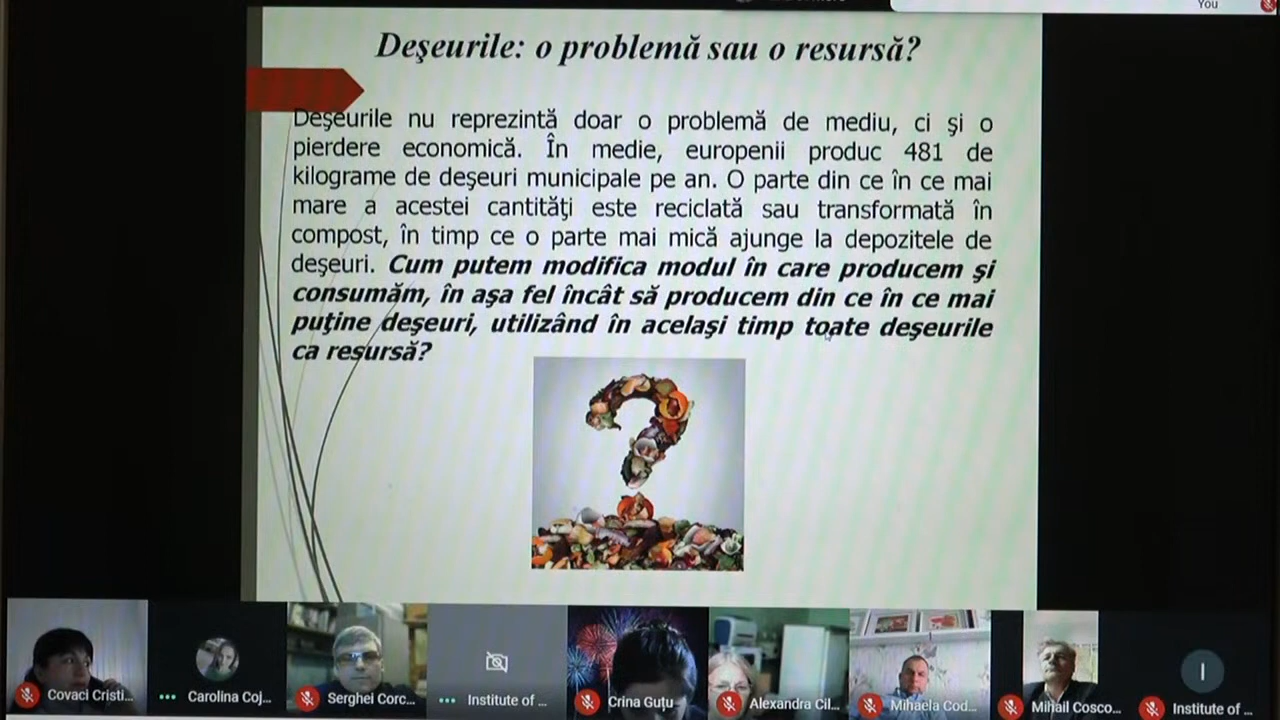 You
Deşeurile: o problemă sau o resursă?
Deşeurile nu reprezintă doar o problemă de mediu, ci şi o
pierdere economică. În medie, europenii produc 481 de
kilograme de deşeuri municipale pe an. O parte din ce în ce mai
mare a acestei cantităţi este reciclată sau transformată în
compost, în timp ce o parte mai mică ajunge la depozitele de
deşeuri. Cum putem modifica modul în care producem şi
consumăm, în aşa fel încât să producem din ce în ce mai
puţine deşeuri, utilizând în acelaşi timp toate deşeurile
ca resursă?
Covaci Cristi...
Carolina Coj...
Serghei Corc...
Institute of ...
Crina Guţu
Alexandra Cil...
Mihaela Cod...
Mihail Cosco...
I
Institute of ...